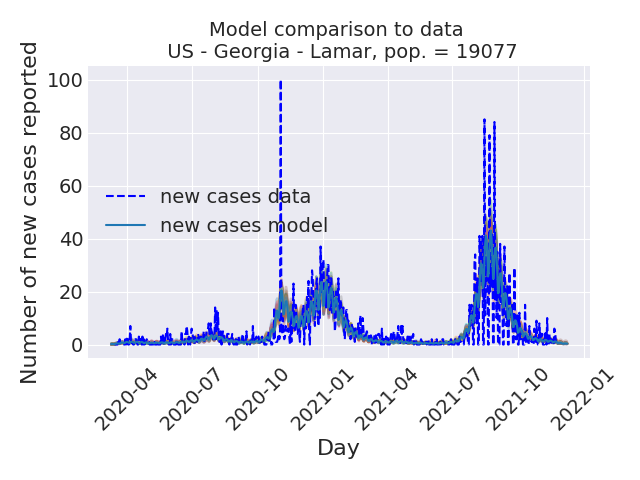 Model comparison to data
US - Georgia - Lamar, pop. = 19077
Number of new cases reported
100
80
60
40
20
0
new cases data
new cases model
2020-04
2020-07
2020-10
2021-01
2021-04
2021-07
2021-10
2022-01
Day